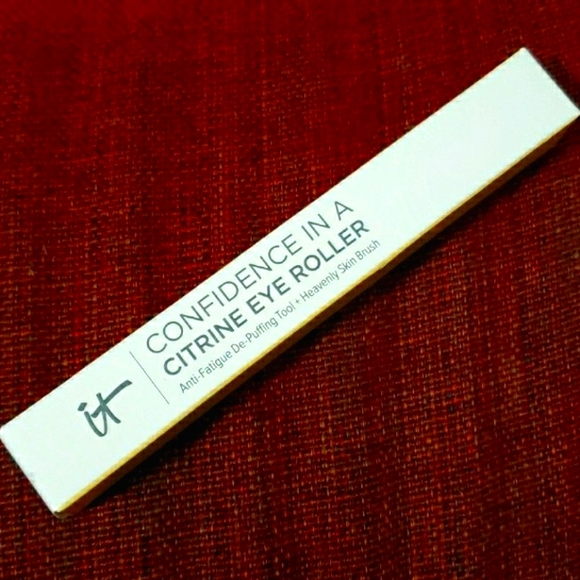 it
CONFIDENCE IN A
CITRINE EYE ROLLER
Anti-Fatigue De-Puffing Tool + Heavenly Skin Brush